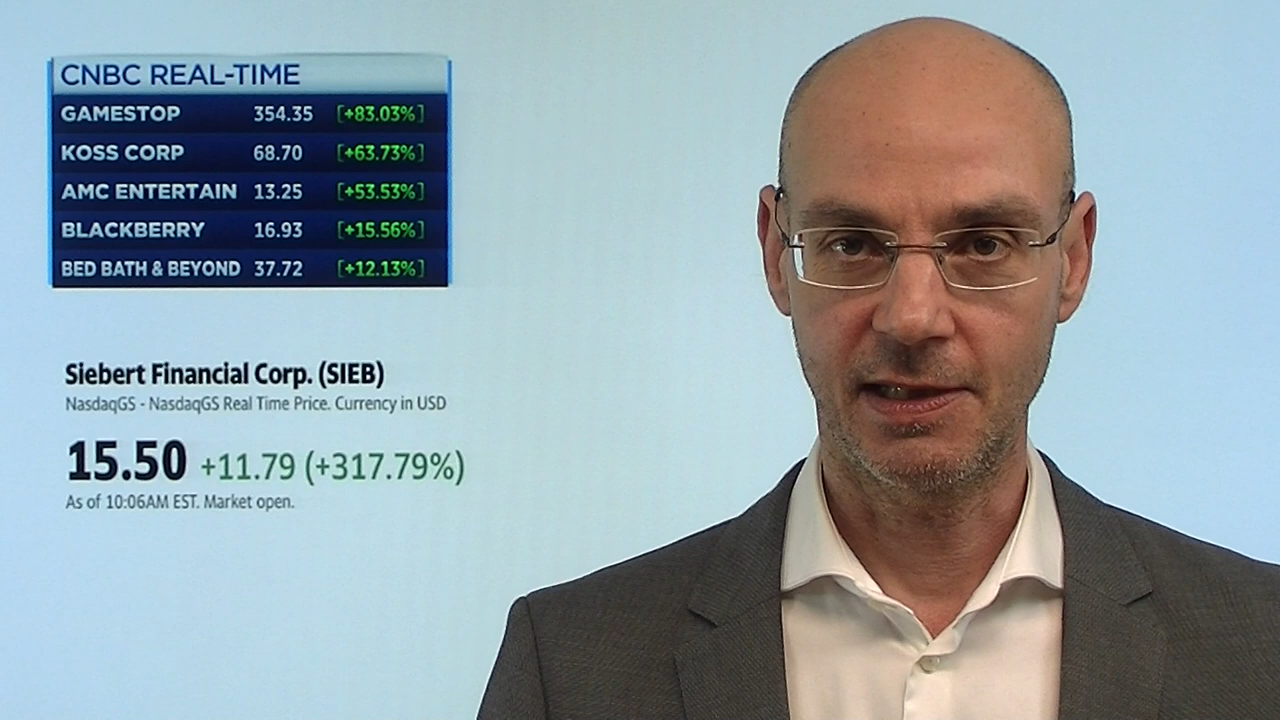 CNBC REAL-TIME
GAMESTOP 354.35 [+83.03%]
KOSS CORP 68.70 [+63.73%]
AMC ENTERTAIN 13.25 [+53.53%]
BLACKBERRY 16.93 [+15.56%]
BED BATH & BEYOND 37.72 [+12.13%]
Siebert Financial Corp. (SIEB)
NasdaqGS - NasdaqGS Real Time Price. Currency in USD
15.50 +11.79 (+317.79%)
As of 10:06AM EST. Market open.